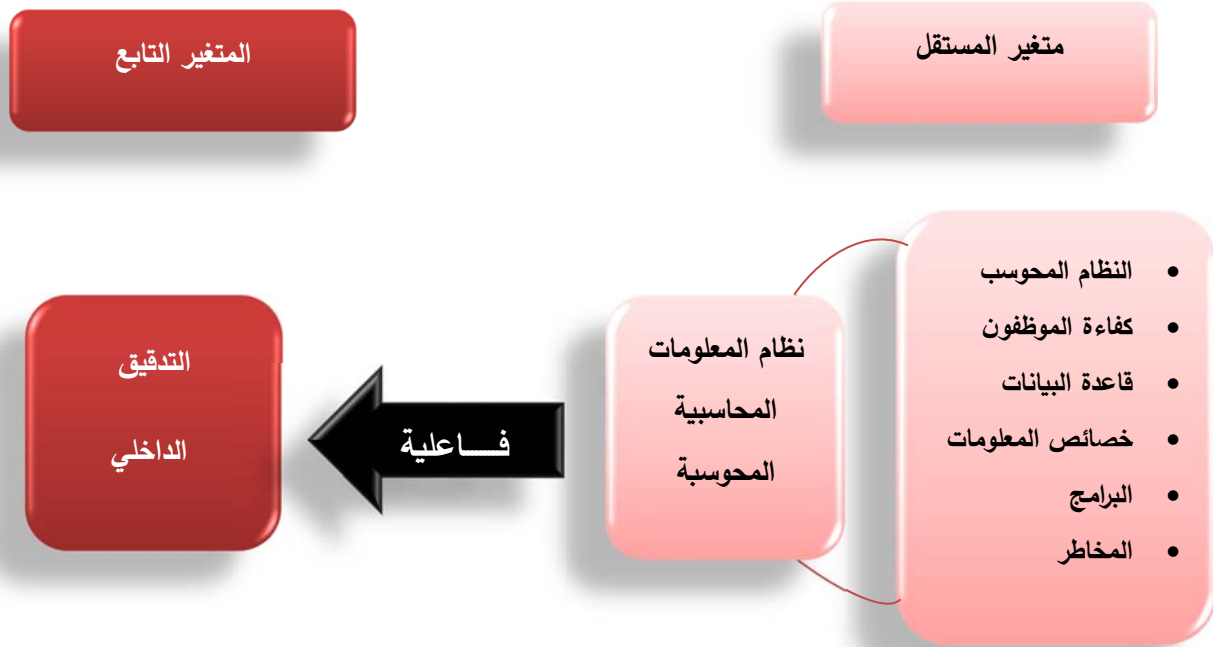 متغير المستقل
المتغير التابع
النظام المحوسب
كفاءة الموظفون
قاعدة البيانات
خصائص المعلومات
البرامج
المخاطر
نظام المعلومات
المحاسبية
المحوسبة
فـــاعلية
التدقيق
الداخلي